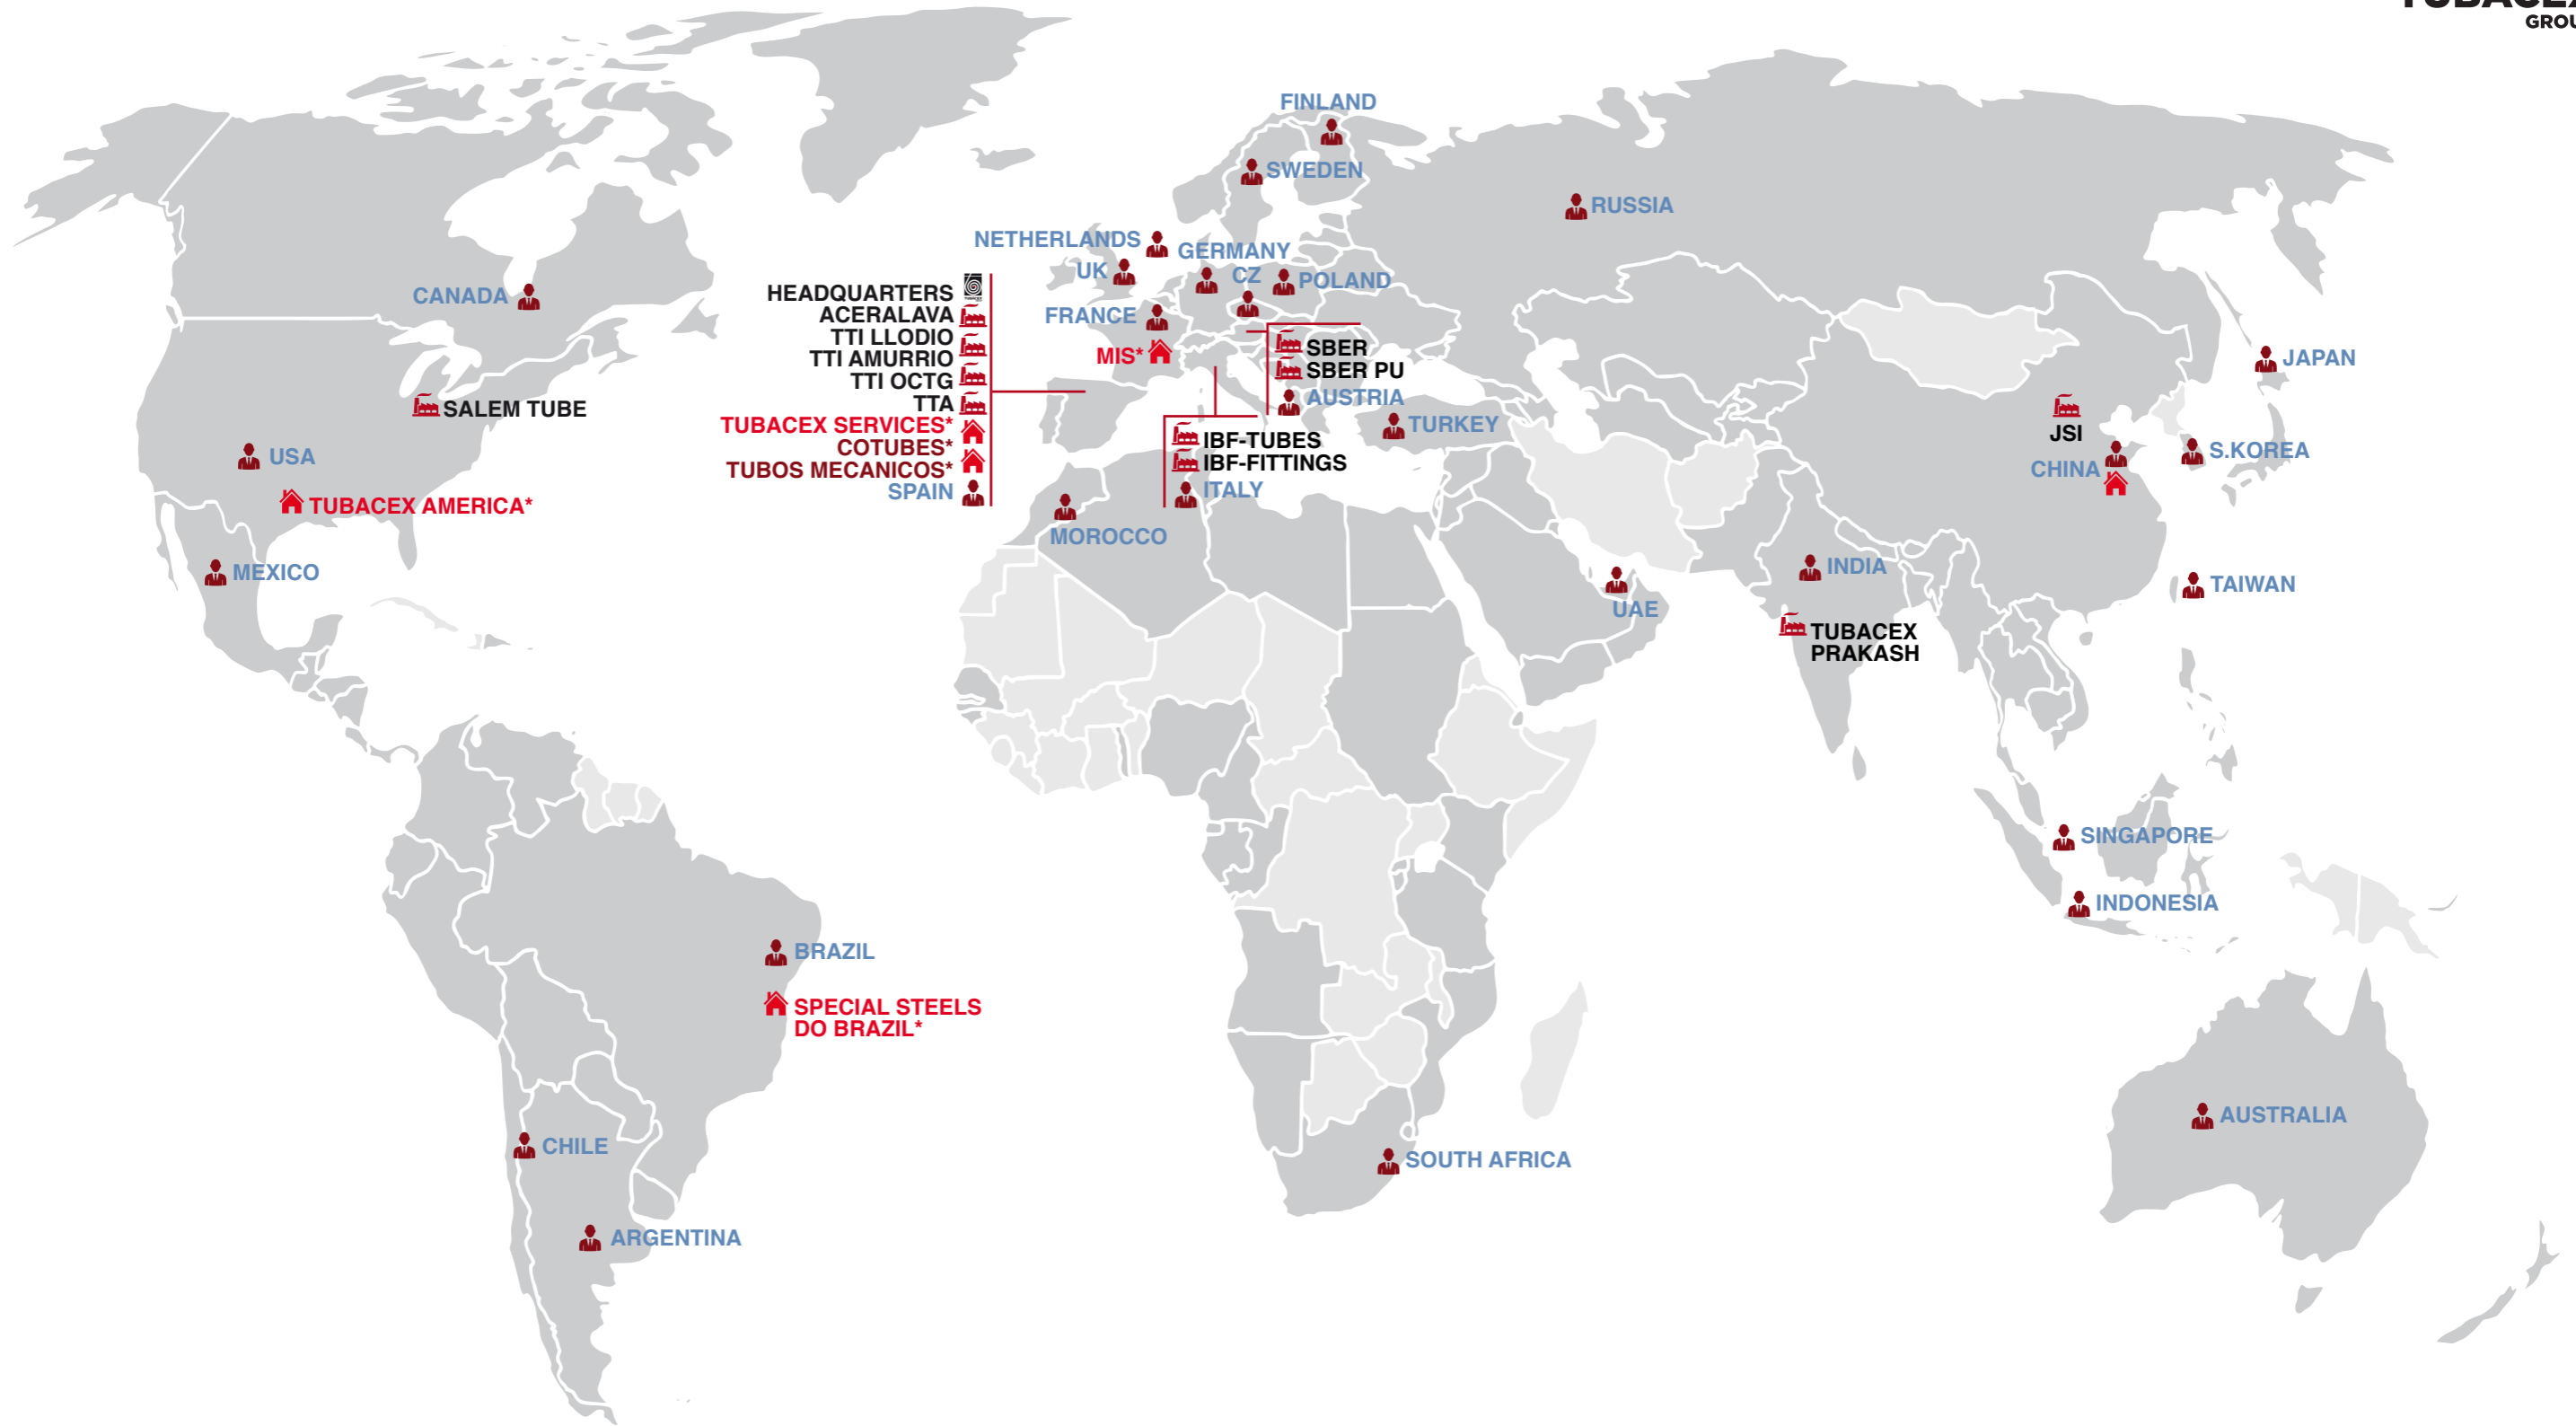 TUBACEX
GROUP
FINLAND
SWEDEN
RUSSIA
NETHERLANDS
GERMANY
UK
CZ
POLAND
CANADA
HEADQUARTERS
ACERALAVA
TTI LLODIO
TTI AMURRIO
TTI OCTG
TTA
TUBACEX SERVICES*
COTUBES*
TUBOS MECANICOS*
SPAIN
FRANCE
MIS*
SBER
SBER PU
AUSTRIA
TURKEY
IBF-TUBES
IBF-FITTINGS
ITALY
MOROCCO
SALEM TUBE
USA
TUBACEX AMERICA*
MEXICO
JAPAN
JSI
CHINA
S.KOREA
INDIA
UAE
TAIWAN
TUBACEX
PRAKASH
SINGAPORE
INDONESIA
BRAZIL
SPECIAL STEELS
DO BRAZIL*
AUSTRALIA
CHILE
SOUTH AFRICA
ARGENTINA